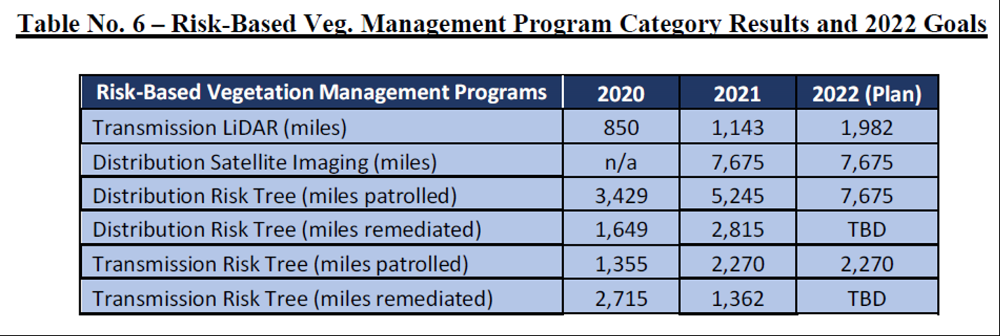 Table No. 6 – Risk-Based Veg. Management Program Category Results and 2022 Goals
Risk-Based Vegetation Management Programs 2020 2021 2022 (Plan)
Transmission LiDAR (miles) 850 1,143 1,982
Distribution Satellite Imaging (miles) n/a 7,675 7,675
Distribution Risk Tree (miles patrolled) 3,429 5,245 7,675
Distribution Risk Tree (miles remediated) 1,649 2,815 TBD
Transmission Risk Tree (miles patrolled) 1,355 2,270 2,270
Transmission Risk Tree (miles remediated) 2,715 1,362 TBD